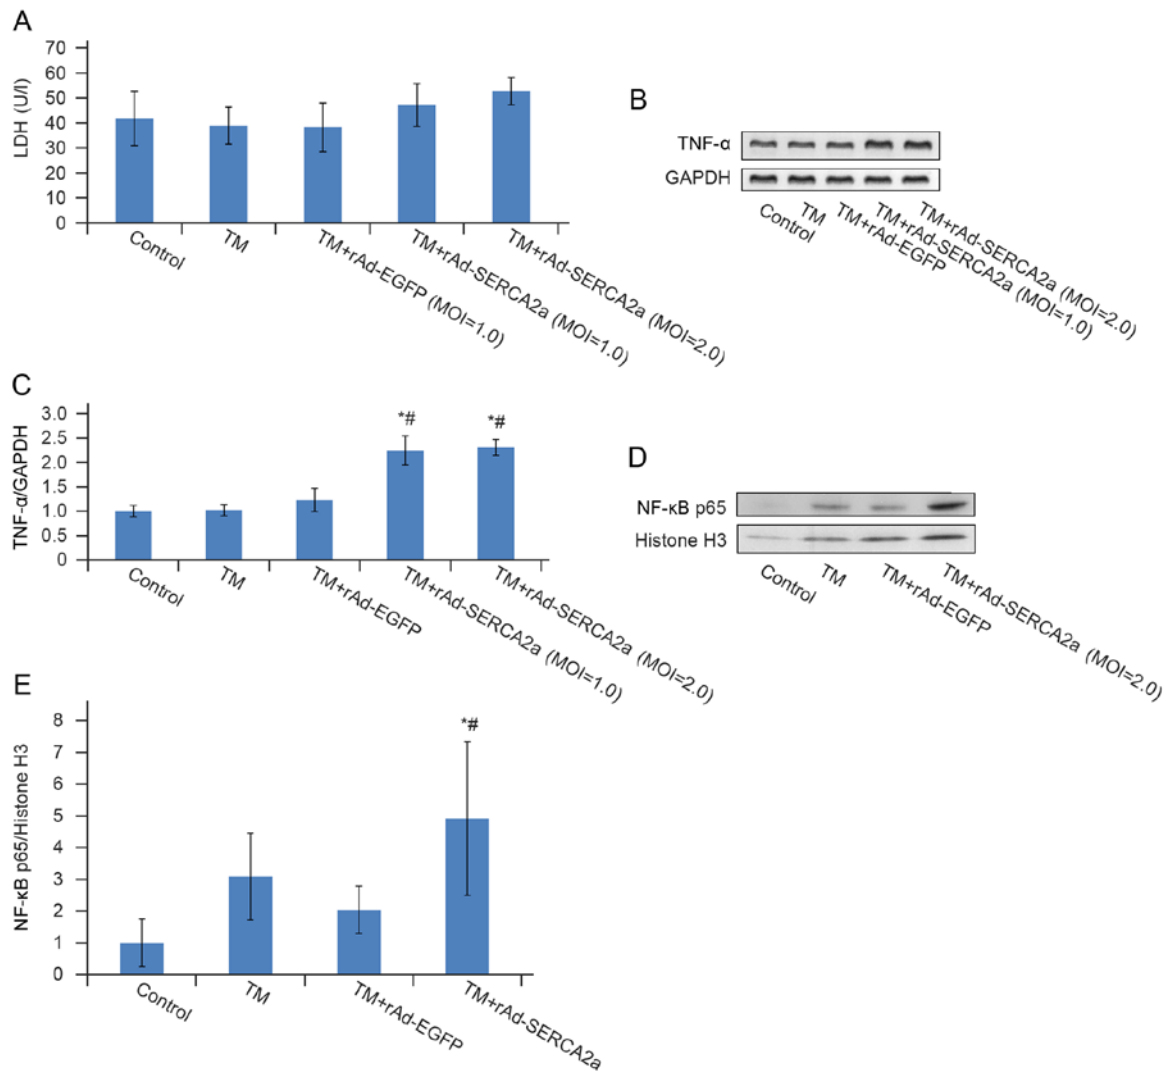 A
LDH (U/l)
70
60
50
40
30
20
10
0
Control
TM
TM+rAd-EGFP (MOI=1.0)
TM+rAd-SERCA2a (MOI=1.0)
TM+rAd-SERCA2a (MOI=2.0)
B
TNF-α
GAPDH
Control
TM
TM+rAd-EGFP
TM+rAd-SERCA2a (MOI=1.0)
TM+rAd-SERCA2a (MOI=2.0)
C
TNF-α/GAPDH
3.0
2.5
2.0
1.5
1.0
0.5
0
*#
*#
Control
TM
TM+rAd-EGFP
TM+rAd-SERCA2a (MOI=1.0)
TM+rAd-SERCA2a (MOI=2.0)
D
NF-κB p65
Histone H3
Control
TM
TM+rAd-EGFP
TM+rAd-SERCA2a (MOI=2.0)
E
NF-κB p65/Histone H3
8
7
6
5
4
3
2
1
0
*#
Control
TM
TM+rAd-EGFP
TM+rAd-SERCA2a